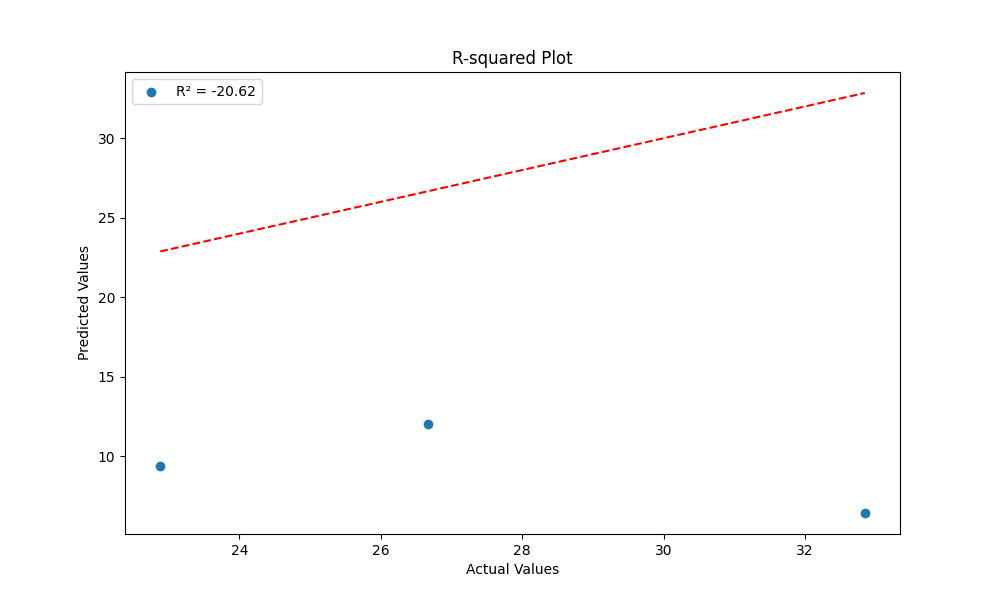 R-squared Plot
R² = -20.62
Predicted Values
30
25
20
15
10
24 26 28 30 32
Actual Values